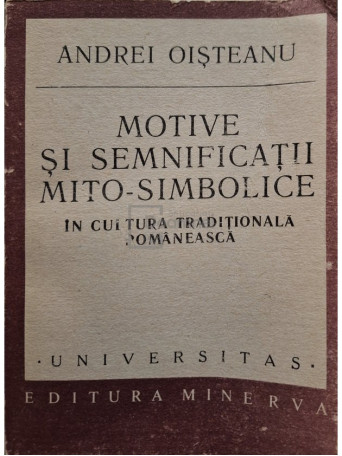 ANDREI OIȘTEANU
MOTIVE
ȘI SEMNIFICAȚII
MITO-SIMBOLICE
ÎN CULTURA TRADIȚIONALĂ
ROMÂNEASCĂ
· UNIVERSITAS ·
EDITURA MINERVA